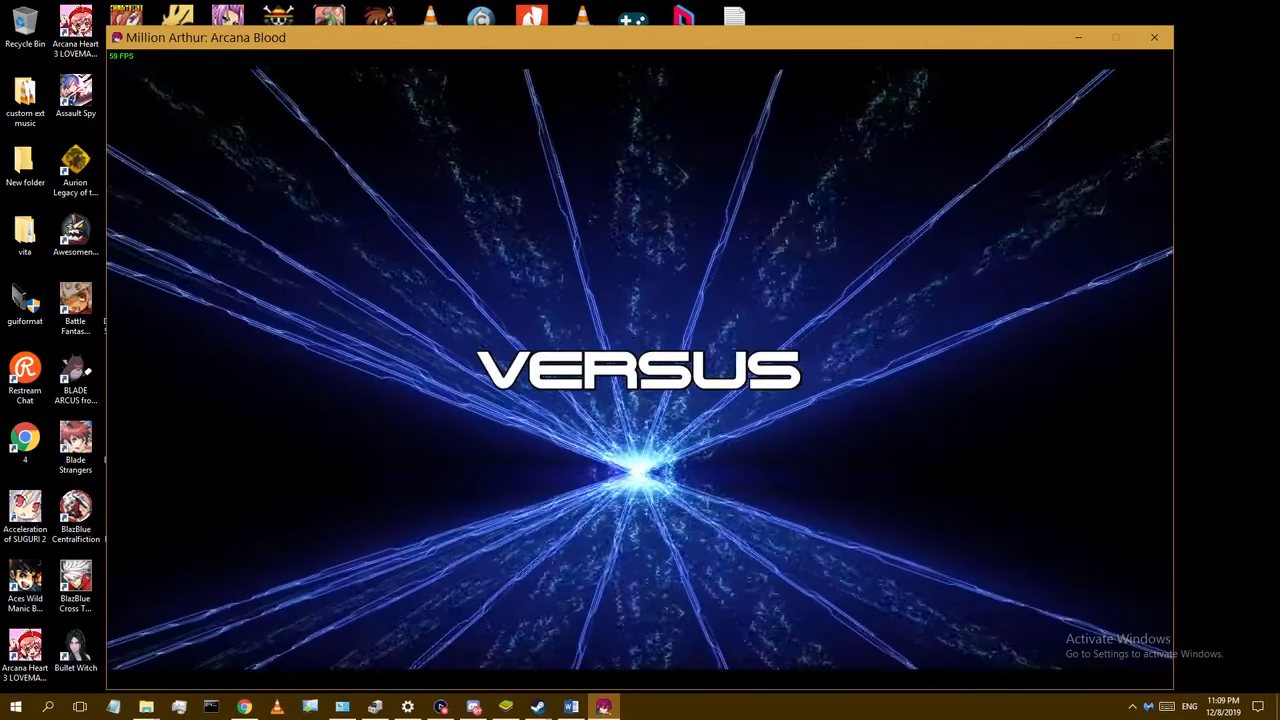 Million Arthur: Arcana Blood
59 FPS
VERSUS
Recycle Bin
Arcana Heart
3 LOVEMA...
custom ext
music
Assault Spy
New folder
Aurion
Legacy of t...
vita
Awesomen...
guiformat
Battle
Fantas...
Restream
Chat
BLADE
ARCUS fro...
4
Blade
Strangers
Acceleration
of SUGURI 2
BlazBlue
Centralfiction
Aces Wild
Manic B...
BlazBlue
Cross T...
Arcana Heart
3 LOVEMA...
Bullet Witch
Activate Windows
Go to Settings to activate Windows.
ENG
11:09 PM
12/8/2019